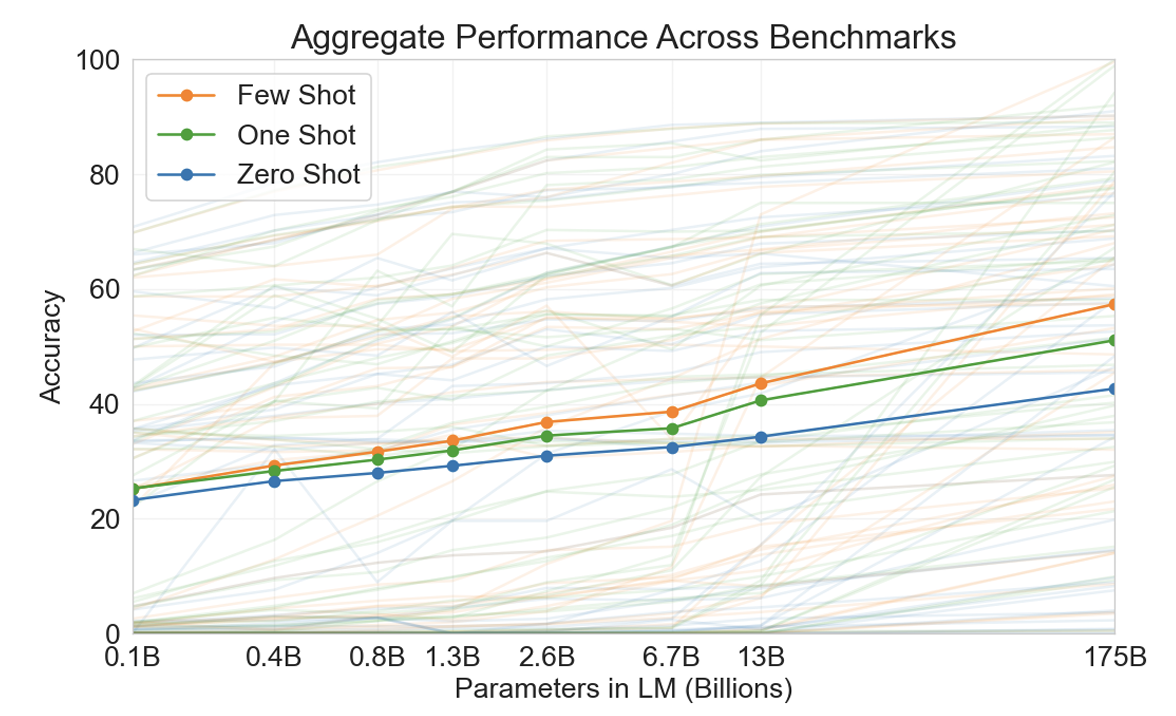 Aggregate Performance Across Benchmarks
100
80
60
40
20
0
Accuracy
Few Shot
One Shot
Zero Shot
0.1B 0.4B 0.8B 1.3B 2.6B 6.7B 13B 175B
Parameters in LM (Billions)